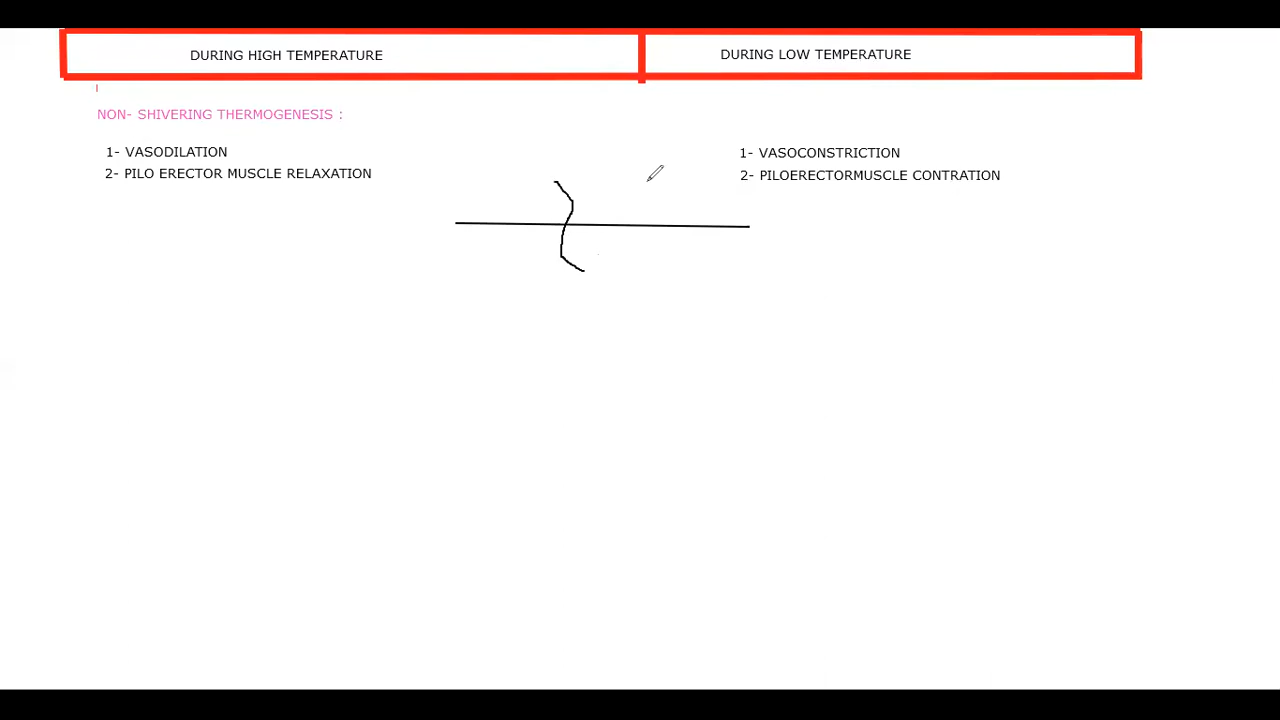 DURING HIGH TEMPERATURE
DURING LOW TEMPERATURE
NON- SHIVERING THERMOGENESIS :
1- VASODILATION
2- PILO ERECTOR MUSCLE RELAXATION
1- VASOCONSTRICTION
2- PILOERECTORMUSCLE CONTRATION